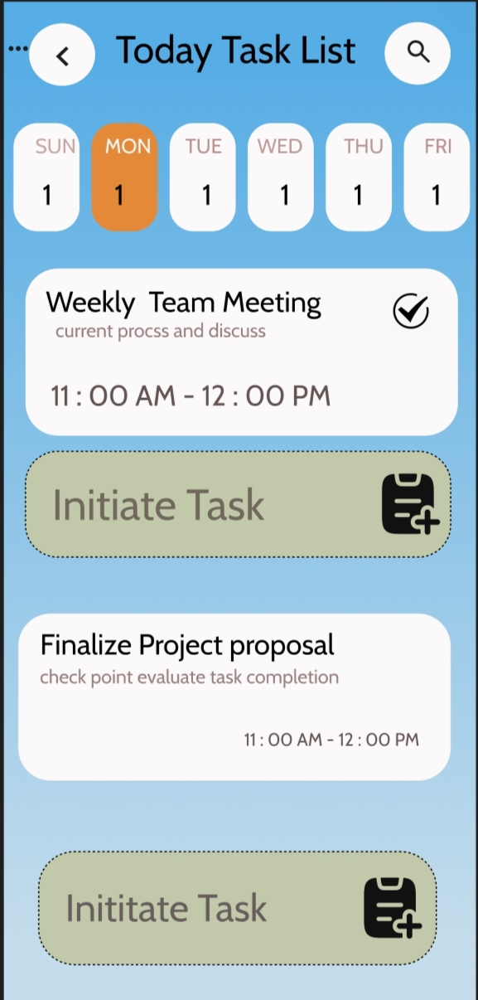 Today Task List
SUN MON TUE WED THU FRI
1 1 1 1 1 1
Weekly Team Meeting
current procss and discuss
11 : 00 AM - 12 : 00 PM
Initiate Task
Finalize Project proposal
check point evaluate task completion
11 : 00 AM - 12 : 00 PM
Inititate Task